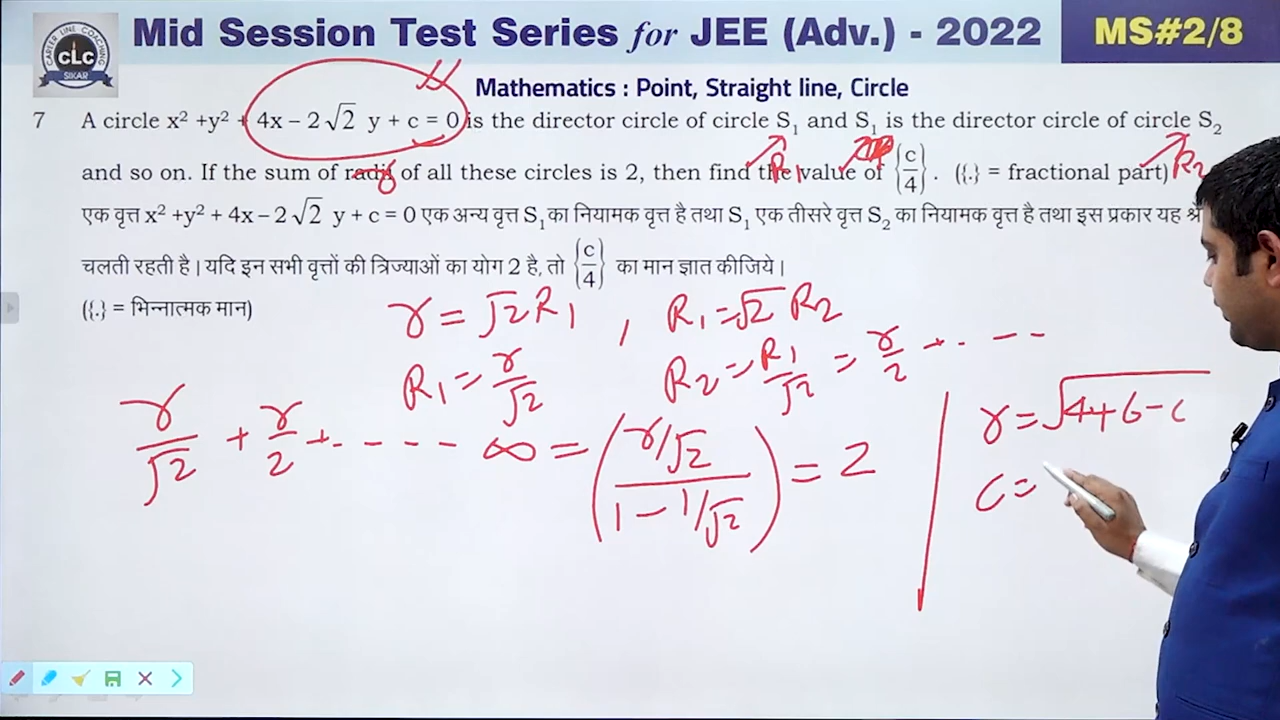 Mid Session Test Series for JEE (Adv.) - 2022
MS#2/8
CAREER LINE COACHING
CLC
SIKAR
Mathematics : Point, Straight line, Circle
7 A circle x² +y² + 4x – 2√2 y + c = 0 is the director circle of circle S₁ and S₁ is the director circle of circle S₂
R₁
R₂
and so on. If the sum of radii of all these circles is 2, then find the value of {c/4}. ({.} = fractional part)
एक वृत्त x² +y² + 4x – 2√2 y + c = 0 एक अन्य वृत्त S₁ का नियामक वृत्त है तथा S₁ एक तीसरे वृत्त S₂ का नियामक वृत्त है तथा इस प्रकार यह श्रे
चलती रहती है। यदि इन सभी वृत्तों की त्रिज्याओं का योग 2 है, तो {c/4} का मान ज्ञात कीजिये।
({.} = भिन्नात्मक मान)
r = √2 R₁ , R₁ = √2 R₂
R₁ = r/√2 R₂ = R₁/√2 = r/2 + - - -
r/√2 + r/2 + - - - - ∞ = ((r/√2)/(1 – 1/√2)) = 2
r = √4+6-c
c =